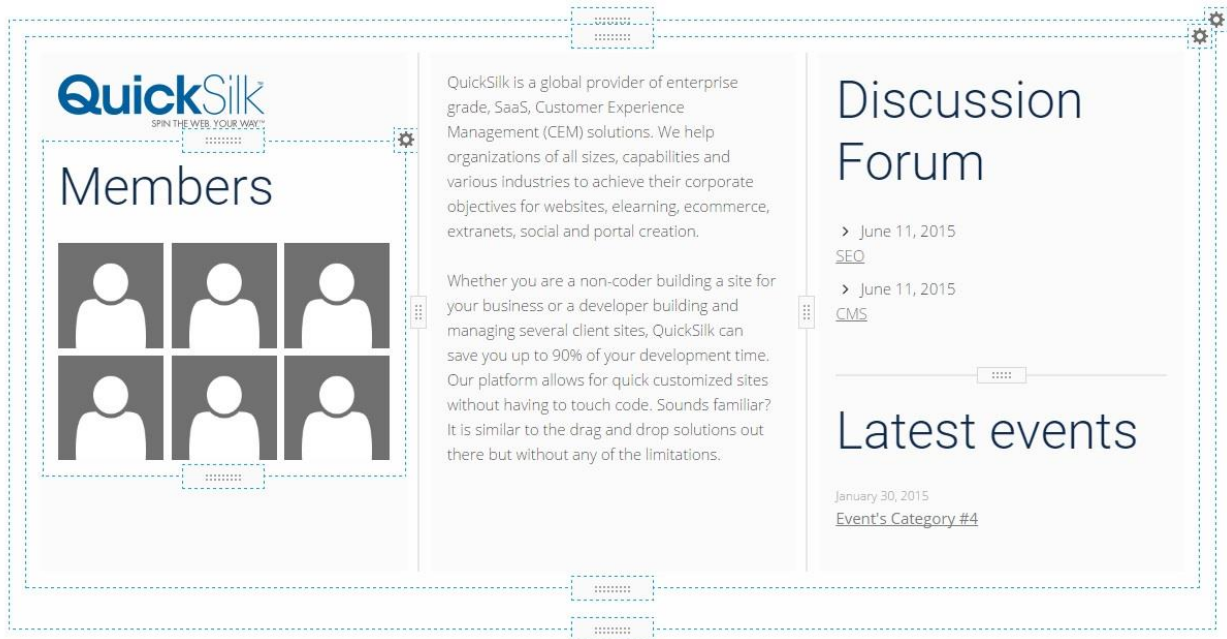 QuickSilk™
SPIN THE WEB. YOUR WAY.™
Members
QuickSilk is a global provider of enterprise
grade, SaaS, Customer Experience
Management (CEM) solutions. We help
organizations of all sizes, capabilities and
various industries to achieve their corporate
objectives for websites, elearning, ecommerce,
extranets, social and portal creation.
Whether you are a non-coder building a site for
your business or a developer building and
managing several client sites, QuickSilk can
save you up to 90% of your development time.
Our platform allows for quick customized sites
without having to touch code. Sounds familiar?
It is similar to the drag and drop solutions out
there but without any of the limitations.
Discussion
Forum
June 11, 2015
SEO
June 11, 2015
CMS
Latest events
January 30, 2015
Event's Category #4